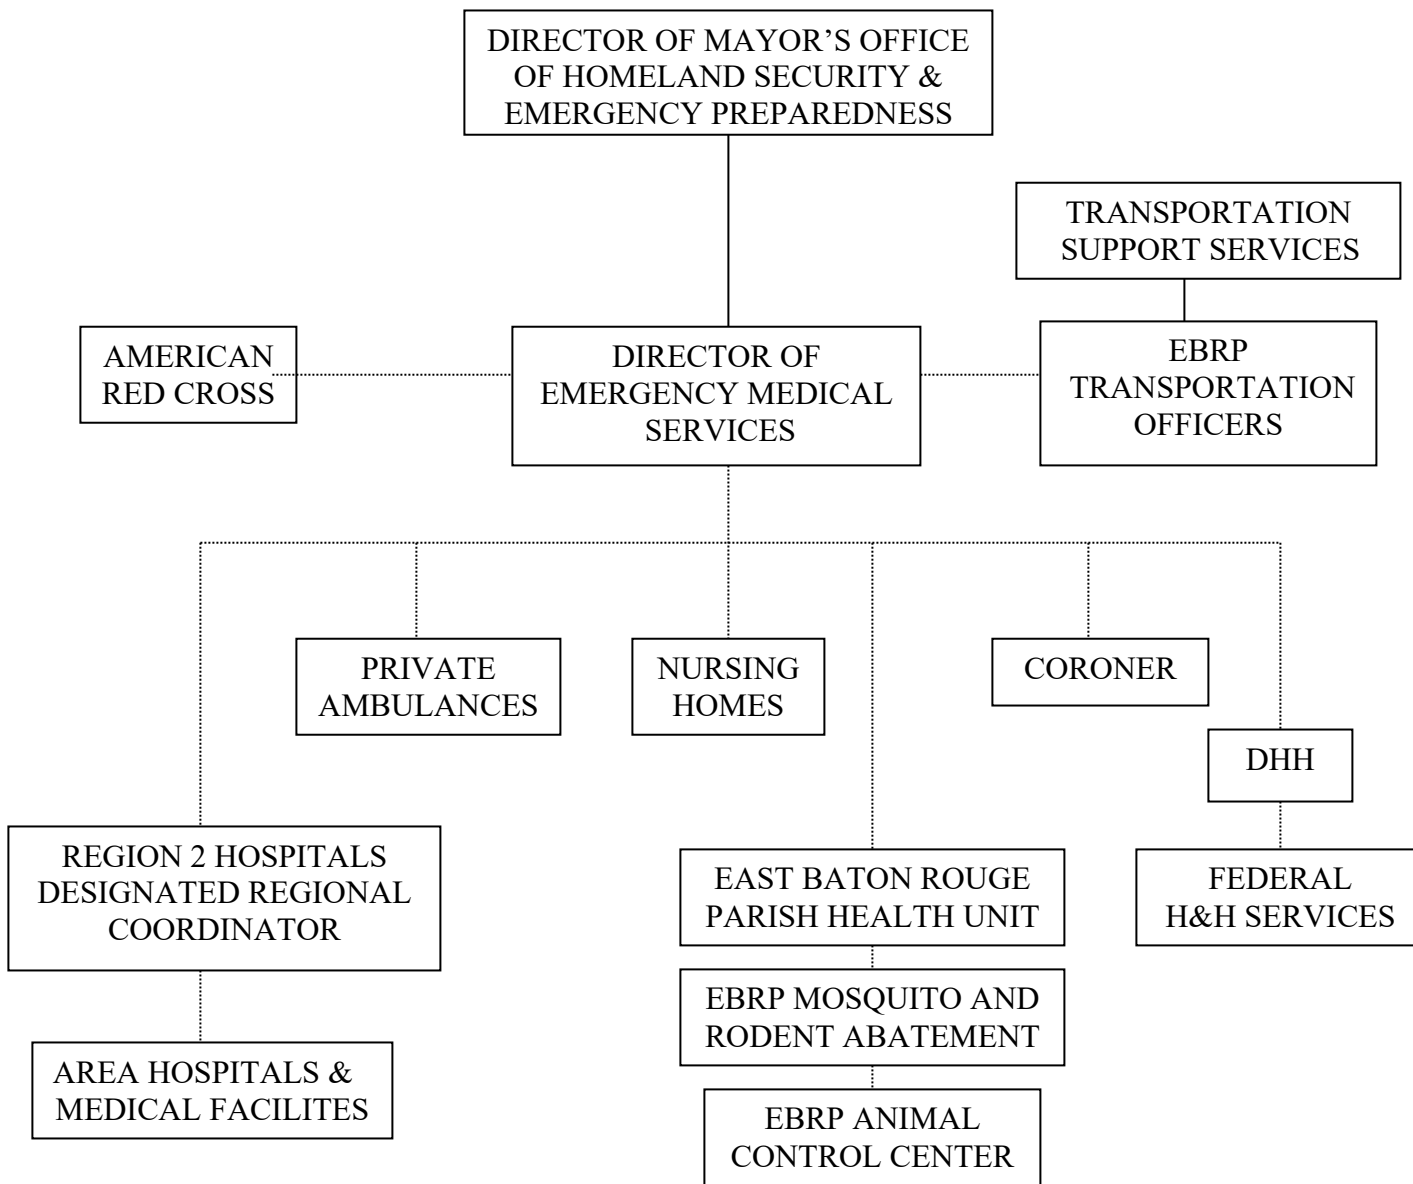 DIRECTOR OF MAYOR’S OFFICE
OF HOMELAND SECURITY &
EMERGENCY PREPAREDNESS
TRANSPORTATION
SUPPORT SERVICES
AMERICAN
RED CROSS
DIRECTOR OF
EMERGENCY MEDICAL
SERVICES
EBRP
TRANSPORTATION
OFFICERS
PRIVATE
AMBULANCES
NURSING
HOMES
CORONER
DHH
REGION 2 HOSPITALS
DESIGNATED REGIONAL
COORDINATOR
EAST BATON ROUGE
PARISH HEALTH UNIT
FEDERAL
H&H SERVICES
EBRP MOSQUITO AND
RODENT ABATEMENT
AREA HOSPITALS &
MEDICAL FACILITES
EBRP ANIMAL
CONTROL CENTER